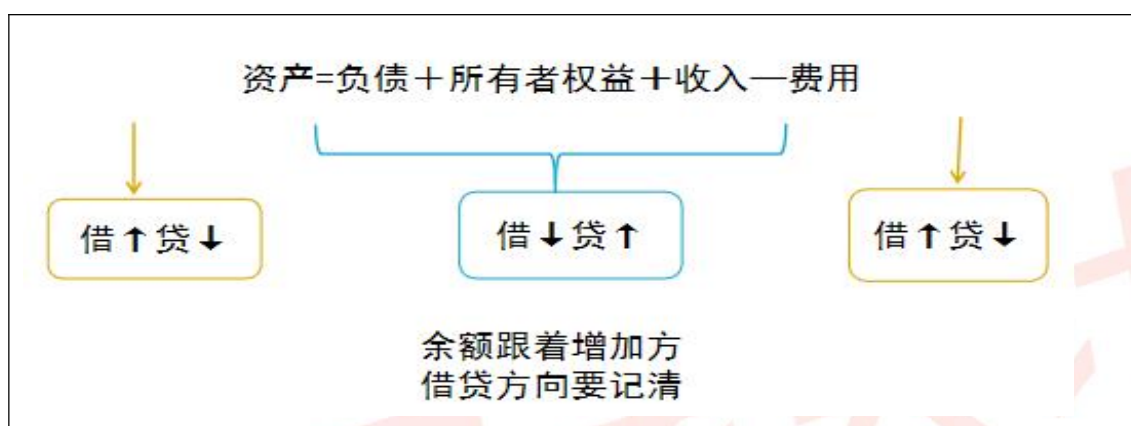 资产=负债＋所有者权益＋收入—费用
借↑贷↓
借↓贷↑
借↑贷↓
余额跟着增加方
借贷方向要记清